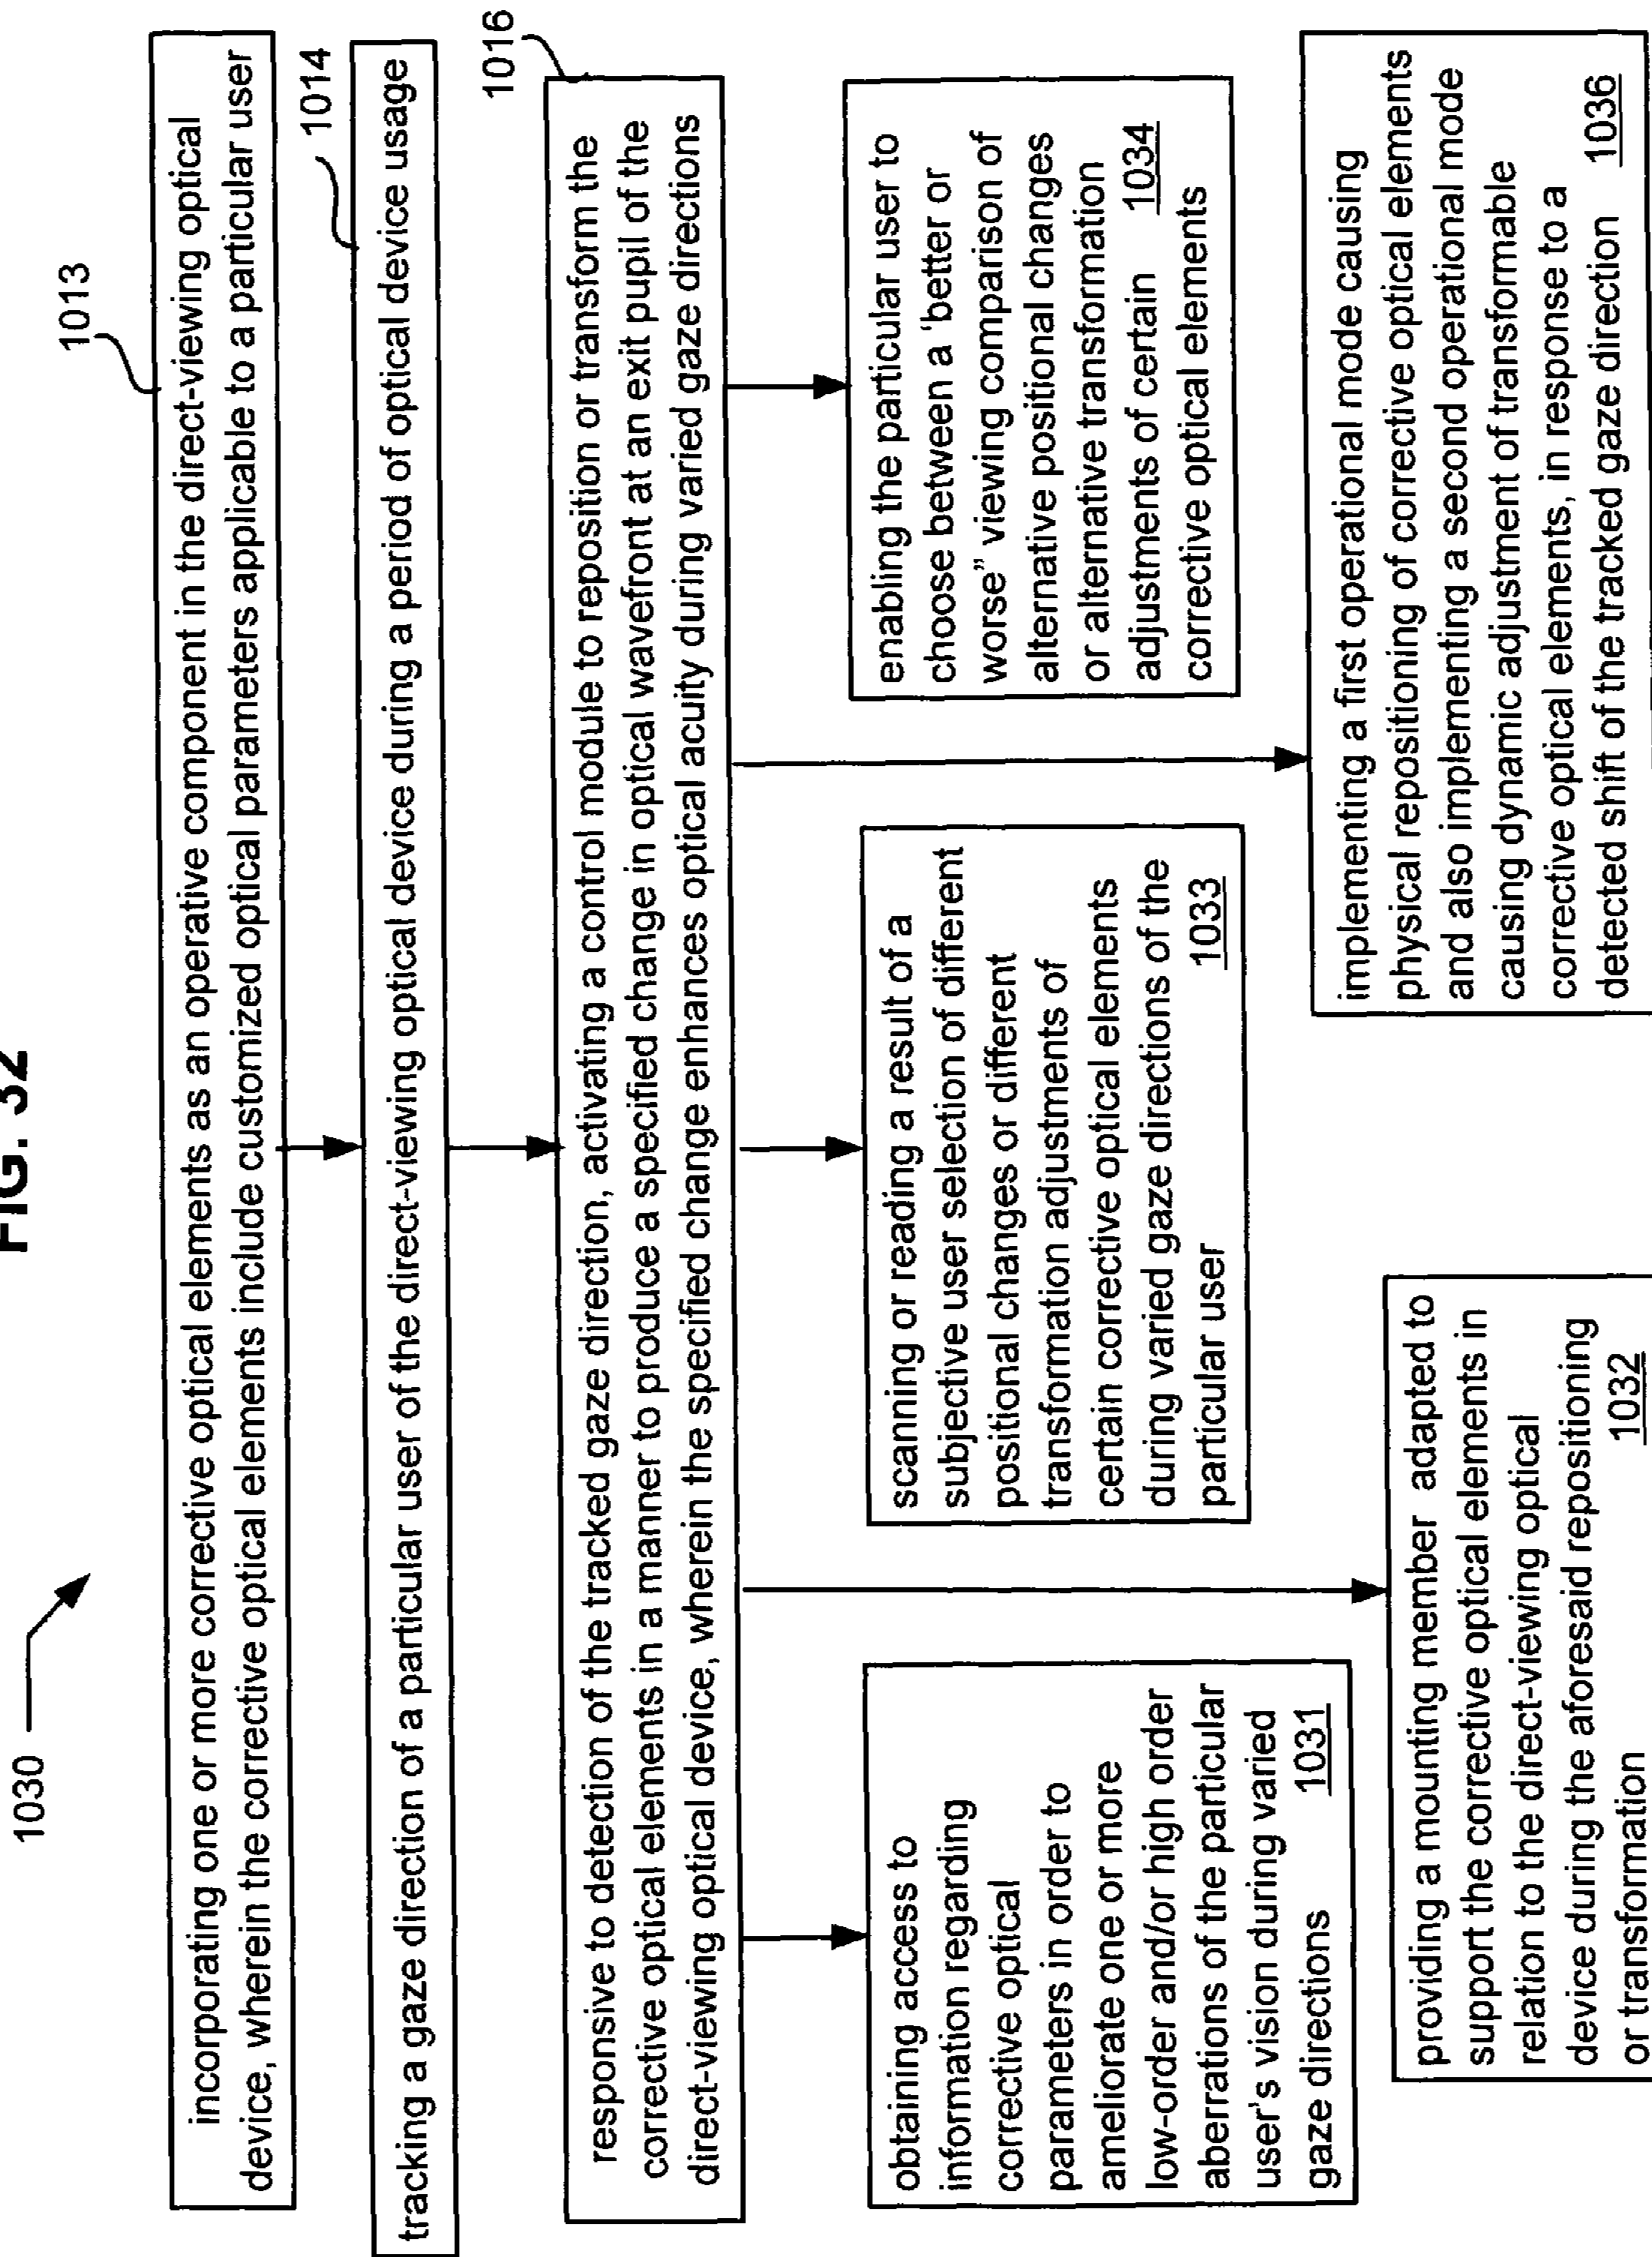 FIG. 32
1030
1013
incorporating one or more corrective optical elements as an operative component in the direct-viewing optical
device, wherein the corrective optical elements include customized optical parameters applicable to a particular user
1014
tracking a gaze direction of a particular user of the direct-viewing optical device during a period of optical device usage
1016
responsive to detection of the tracked gaze direction, activating a control module to reposition or transform the
corrective optical elements in a manner to produce a specified change in optical wavefront at an exit pupil of the
direct-viewing optical device, wherein the specified change enhances optical acuity during varied gaze directions
obtaining access to
information regarding
corrective optical
parameters in order to
ameliorate one or more
low-order and/or high order
aberrations of the particular
user's vision during varied
gaze directions 1031
scanning or reading a result of a
subjective user selection of different
positional changes or different
transformation adjustments of
certain corrective optical elements
during varied gaze directions of the
particular user 1033
enabling the particular user to
choose between a 'better or
worse” viewing comparison of
alternative positional changes
or alternative transformation
adjustments of certain 1034
corrective optical elements
providing a mounting member adapted to
support the corrective optical elements in
relation to the direct-viewing optical
device during the aforesaid repositioning
or transformation 1032
implementing a first operational mode causing
physical repositioning of corrective optical elements
and also implementing a second operational mode
causing dynamic adjustment of transformable
corrective optical elements, in response to a
detected shift of the tracked gaze direction 1036